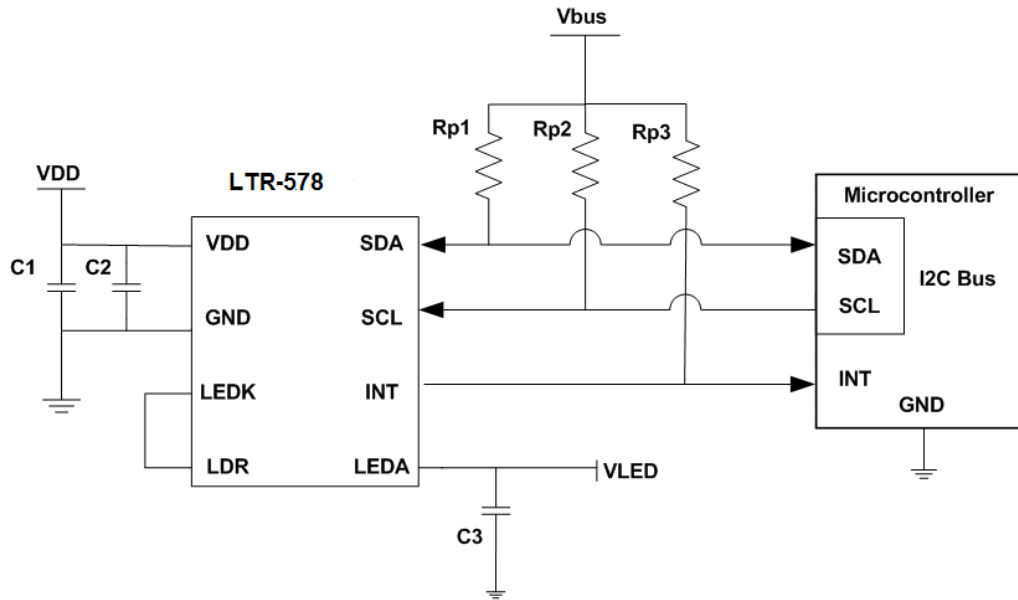 Vbus
Rp1
Rp2
Rp3
VDD
LTR-578
Microcontroller
VDD
SDA
SDA
I2C Bus
C1
C2
GND
SCL
SCL
LEDK
INT
INT
GND
LDR
LEDA
VLED
C3